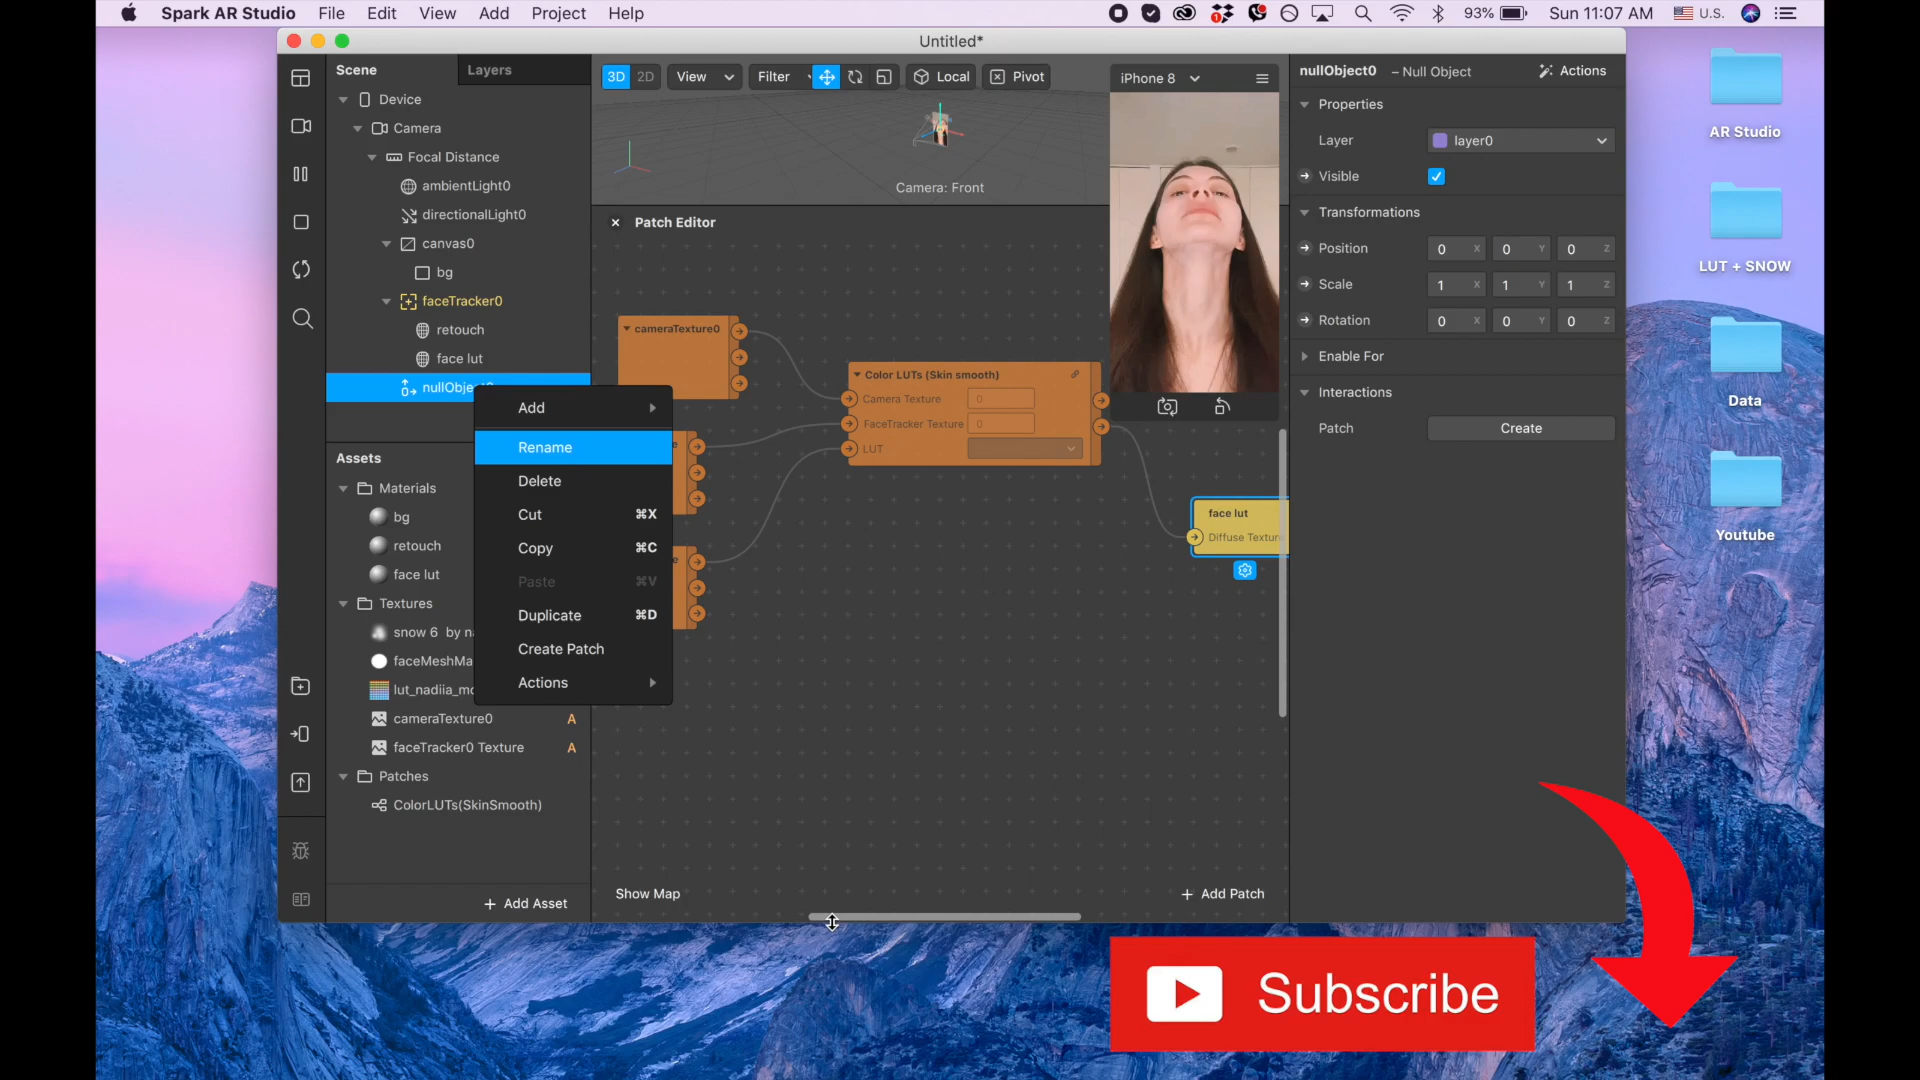 Spark AR Studio File Edit View Add Project Help
1
93% Sun 11:07 AM U.S.
Untitled*
Scene Layers
Device
Camera
Focal Distance
ambientLight0
directionalLight0
canvas0
bg
faceTracker0
retouch
face lut
Add
Rename
Delete
Cut ⌘X
Copy ⌘C
Paste ⌘V
Duplicate ⌘D
Create Patch
Actions
Assets
Materials
bg
retouch
face lut
Textures
snow 6 by
cameraTexture0 A
faceTracker0 Texture A
Patches
ColorLUTs(SkinSmooth)
+ Add Asset
3D 2D View Filter Local Pivot
Camera: Front
Patch Editor
cameraTexture0
Color LUTs (Skin smooth)
Camera Texture 0
FaceTracker Texture 0
LUT
face lut
Diffuse
Show Map + Add Patch
iPhone 8
nullObject0 – Null Object Actions
Properties
Layer layer0
Visible
Transformations
Position 0 X 0 Y 0 Z
Scale 1 X 1 Y 1 Z
Rotation 0 X 0 Y 0 Z
Enable For
Interactions
Patch Create
AR Studio
LUT + SNOW
Data
Youtube
Subscribe